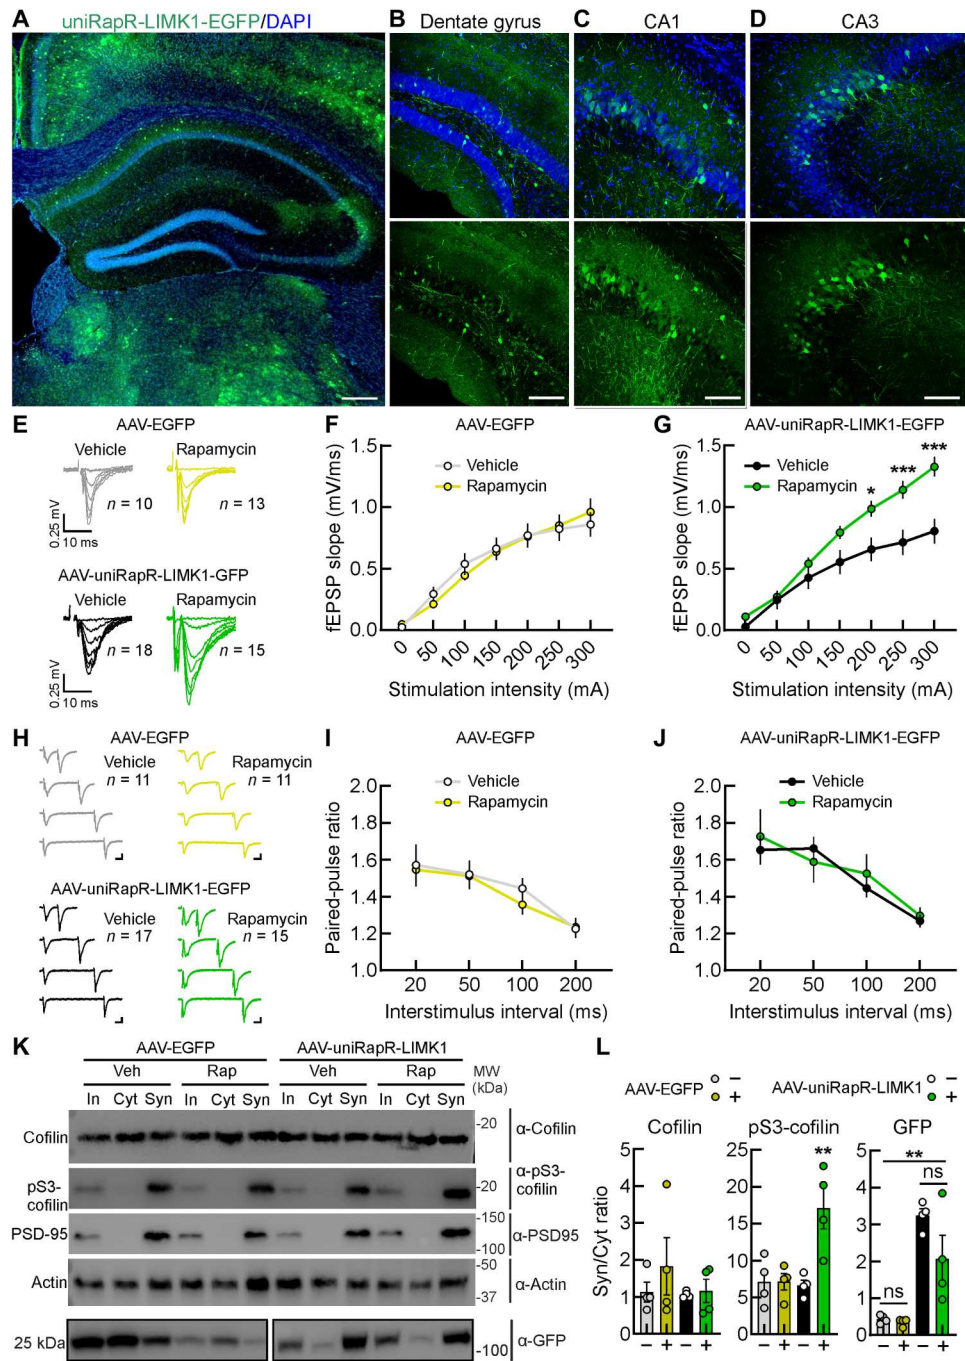 A uniRapR-LIMK1-EGFP/DAPI
B Dentate gyrus
C CA1
D CA3
E AAV-EGFP
Vehicle Rapamycin
n = 10 n = 13
0.25 mV
10 ms
AAV-uniRapR-LIMK1-GFP
Vehicle Rapamycin
n = 18 n = 15
0.25 mV
10 ms
F AAV-EGFP
Vehicle
Rapamycin
fEPSP slope (mV/ms)
1.5
1.0
0.5
0.0
0 50 100 150 200 250 300
Stimulation intensity (mA)
G AAV-uniRapR-LIMK1-EGFP
Vehicle
Rapamycin
* *** ***
fEPSP slope (mV/ms)
1.5
1.0
0.5
0.0
0 50 100 150 200 250 300
Stimulation intensity (mA)
H AAV-EGFP
Vehicle Rapamycin
n = 11 n = 11
AAV-uniRapR-LIMK1-EGFP
Vehicle Rapamycin
n = 17 n = 15
I AAV-EGFP
Vehicle
Rapamycin
Paired-pulse ratio
2.0
1.8
1.6
1.4
1.2
1.0
20 50 100 200
Interstimulus interval (ms)
J AAV-uniRapR-LIMK1-EGFP
Vehicle
Rapamycin
Paired-pulse ratio
2.0
1.8
1.6
1.4
1.2
1.0
20 50 100 200
Interstimulus interval (ms)
K AAV-EGFP AAV-uniRapR-LIMK1
Veh Rap Veh Rap MW
(kDa)
In Cyt Syn In Cyt Syn In Cyt Syn In Cyt Syn
Cofilin -20 α-Cofilin
pS3-
cofilin -20 α-pS3-
cofilin
PSD-95 -150
-100 α-PSD95
Actin -50
-37 α-Actin
25 kDa -100 α-GFP
L AAV-EGFP − + AAV-uniRapR-LIMK1 − +
Cofilin pS3-cofilin GFP
Syn/Cyt ratio
5
4
3
2
1
0
− + − +
25
20
15
10
5
0
**
− + − +
5
4
3
2
1
0
**
ns
ns
− + − +